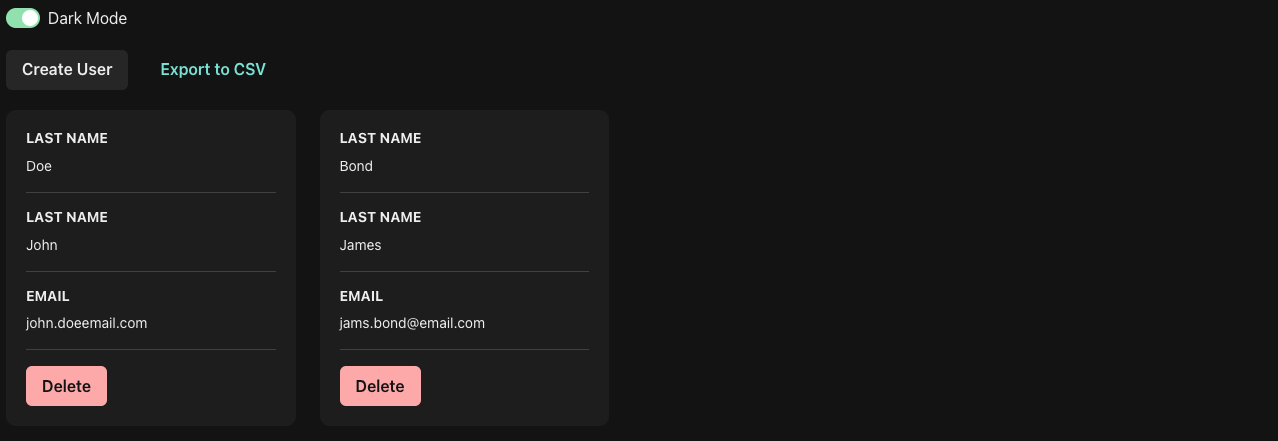 Dark Mode
Create User
Export to CSV
LAST NAME
Doe
LAST NAME
John
EMAIL
john.doeemail.com
Delete
LAST NAME
Bond
LAST NAME
James
EMAIL
jams.bond@email.com
Delete